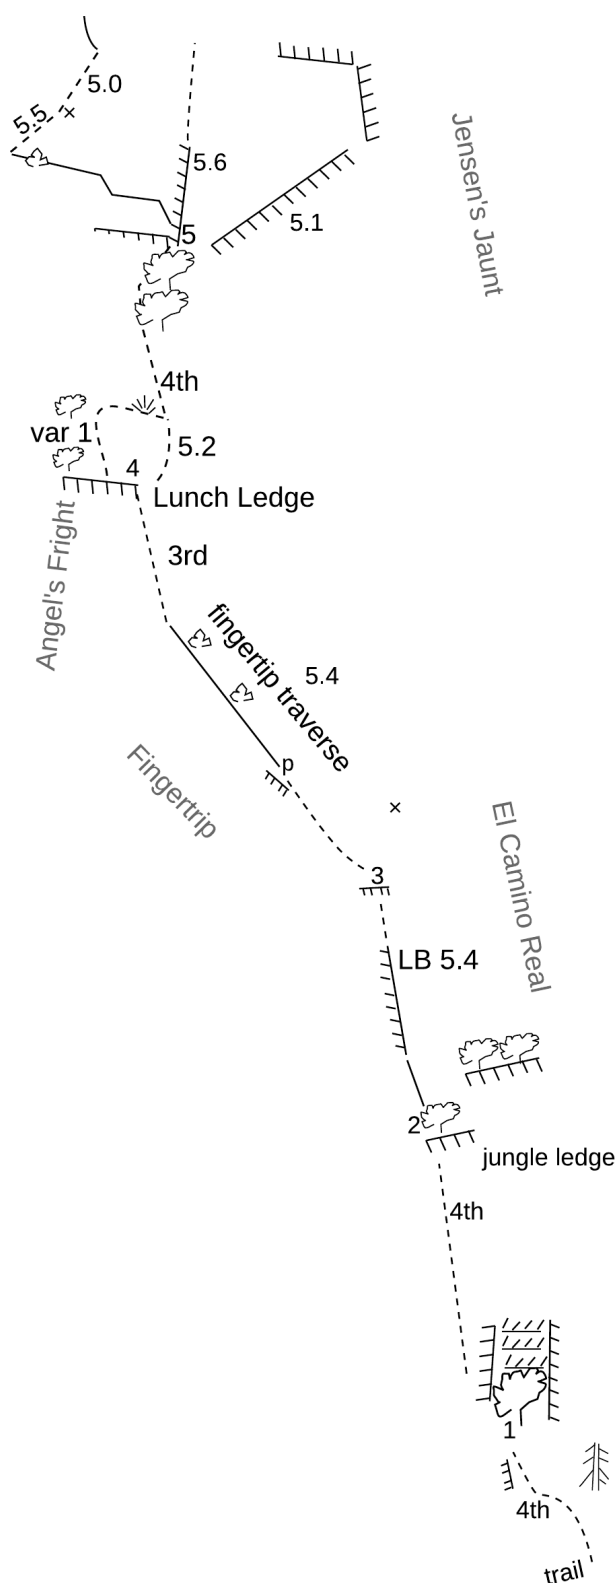 5.0
5.5
5.6
Jensen's Jaunt
5.1
5
4th
var 1
5.2
4
Lunch Ledge
Angel's Fright
3rd
fingertip traverse
5.4
Fingertrip
p
El Camino Real
3
LB 5.4
2
jungle ledge
4th
1
4th
trail